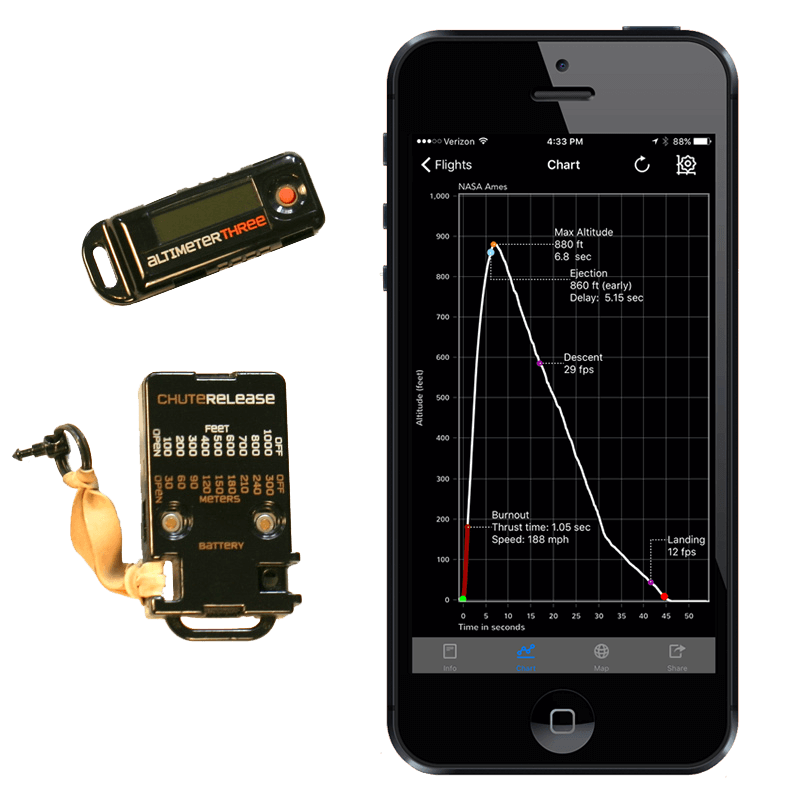 ALTIMETERTHREE
CHUTERELEASE
FEET
OPEN 100 200 300 400 500 600 700 800 1000 OFF
OPEN 30 60 90 120 150 180 210 240 300 OFF
METERS
BATTERY
Verizon 4:33 PM 88%
Flights Chart
NASA Ames
1,000
900
800
700
600
500
400
300
200
100
0
Altitude (feet)
Max Altitude
880 ft
6.8 sec
Ejection
860 ft (early)
Delay: 5.15 sec
Descent
29 fps
Burnout
Thrust time: 1.05 sec
Speed: 188 mph
Landing
12 fps
0 5 10 15 20 25 30 35 40 45 50
Time in seconds
Info Chart Map Share